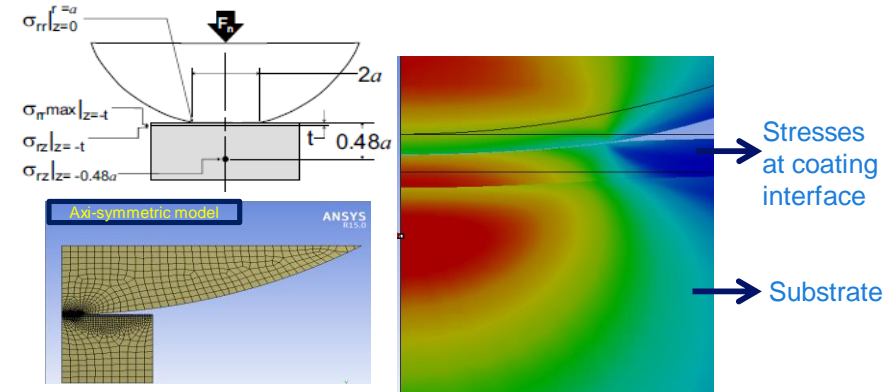 σrr|r=a z=0
Fn
2a
σrr max|z=-t
t
0.48a
σrz|z= -t
σrz|z= -0.48a
Axi-symmetric model
ANSYS
R15.0
Stresses
at coating
interface
Substrate